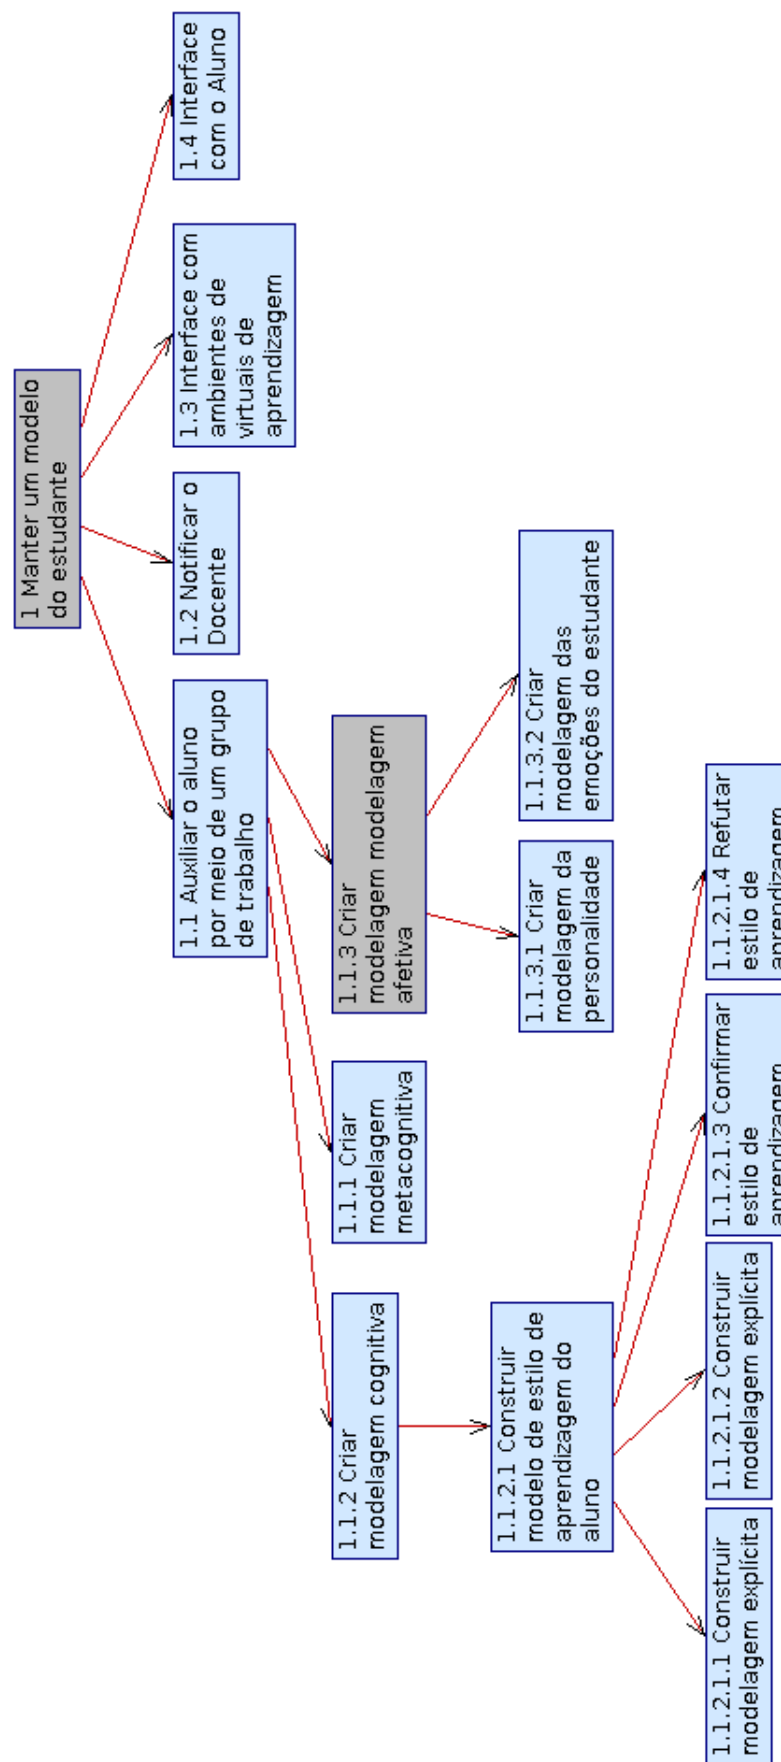 1 Manter um modelo
do estudante
1.1 Auxiliar o aluno
por meio de um grupo
de trabalho
1.2 Notificar o
Docente
1.3 Interface com
ambientes de
virtuais de
aprendizagem
1.4 Interface
com o Aluno
1.1.2 Criar
modelagem cognitiva
1.1.1 Criar
modelagem
metacognitiva
1.1.3 Criar
modelagem modelagem
afetiva
1.1.2.1 Construir
modelo de estilo de
aprendizagem do
aluno
1.1.3.1 Criar
modelagem da
personalidade
1.1.3.2 Criar
modelagem das
emoções do estudante
1.1.2.1.1 Construir
modelagem explícita
1.1.2.1.2 Construir
modelagem explícita
1.1.2.1.3 Confirmar
estilo de
aprendizagem
1.1.2.1.4 Refutar
estilo de
aprendizagem